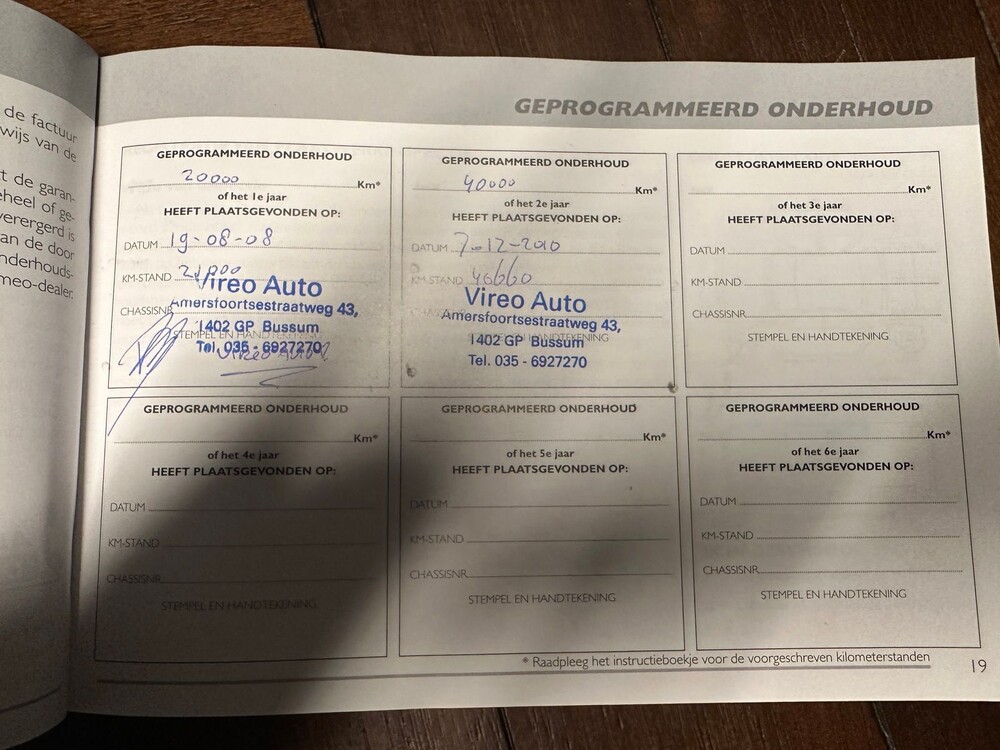 de factuur
wijs van de
t de garan-
heel of ge-
verergerd is
an de door
nderhouds-
meo-dealer.
GEPROGRAMMEERD ONDERHOUD
GEPROGRAMMEERD ONDERHOUD
20000 Km*
of het 1e jaar
HEEFT PLAATSGEVONDEN OP:
DATUM 19-08-08
KM-STAND
CHASSISNR
STEMPEL EN HANDTEKENING
Vireo Auto
Amersfoortsestraatweg 43,
1402 GP Bussum
Tel. 035 - 6927270
GEPROGRAMMEERD ONDERHOUD
40000 Km*
of het 2e jaar
HEEFT PLAATSGEVONDEN OP:
DATUM 7-12-2010
KM-STAND 40660
Vireo Auto
Amersfoortsestraatweg 43,
1402 GP Bussum
Tel. 035 - 6927270
GEPROGRAMMEERD ONDERHOUD
Km*
of het 3e jaar
HEEFT PLAATSGEVONDEN OP:
DATUM
KM-STAND
CHASSISNR.
STEMPEL EN HANDTEKENING
GEPROGRAMMEERD ONDERHOUD
Km*
of het 4e jaar
HEEFT PLAATSGEVONDEN OP:
DATUM
KM-STAND
CHASSISNR.
STEMPEL EN HANDTEKENING
GEPROGRAMMEERD ONDERHOUD
Km*
of het 5e jaar
HEEFT PLAATSGEVONDEN OP:
DATUM
KM-STAND
CHASSISNR.
STEMPEL EN HANDTEKENING
GEPROGRAMMEERD ONDERHOUD
Km*
of het 6e jaar
HEEFT PLAATSGEVONDEN OP:
DATUM
KM-STAND
CHASSISNR.
STEMPEL EN HANDTEKENING
* Raadpleeg het instructieboekje voor de voorgeschreven kilometerstanden
19